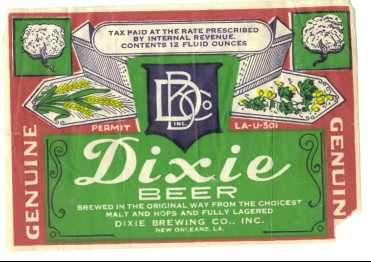 TAX PAID AT THE RATE PRESCRIBED
BY INTERNAL REVENUE.
CONTENTS 12 FLUID OUNCES
DBCo
INC.
PERMIT LA-U-501
GENUINE
GENUIN
Dixie
BEER
BREWED IN THE ORIGINAL WAY FROM THE CHOICEST
MALT AND HOPS AND FULLY LAGERED
DIXIE BREWING CO., INC.
NEW ORLEANS, LA.